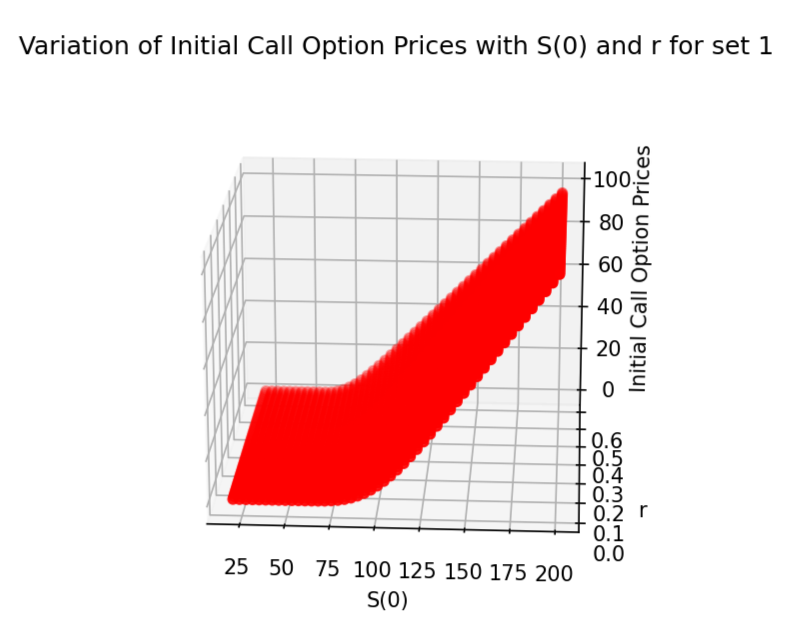 Variation of Initial Call Option Prices with S(0) and r for set 1
100
80
60
40
20
0
Initial Call Option Prices
0.6
0.5
0.4
0.3
0.2
0.1
0.0
r
25 50 75 100 125 150 175 200
S(0)